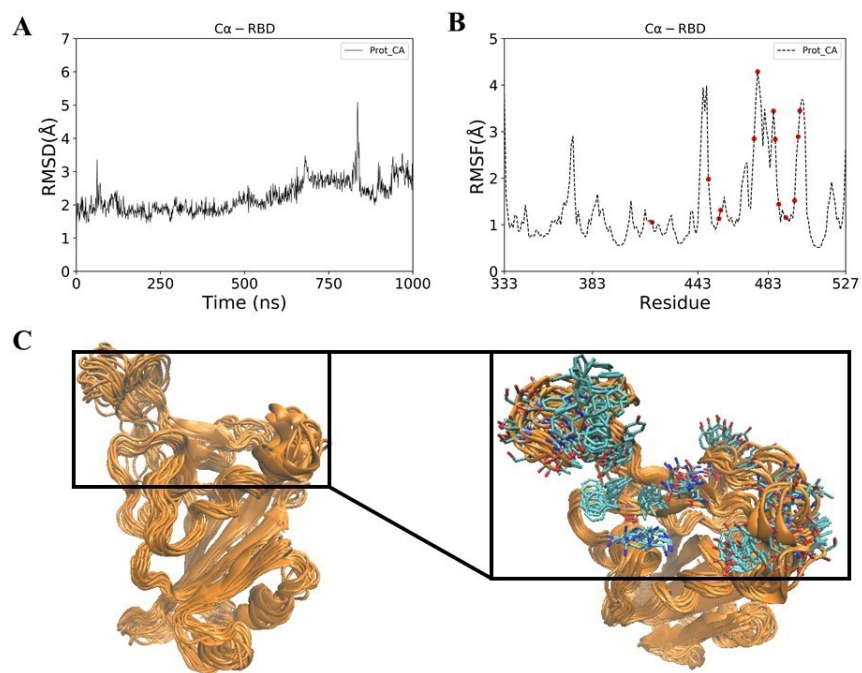 A
Cα − RBD
Prot_CA
RMSD(Å)
7
6
5
4
3
2
1
0
0 250 500 750 1000
Time (ns)
B
Cα − RBD
Prot_CA
RMSF(Å)
5
4
3
2
1
0
333 383 443 483 527
Residue
C